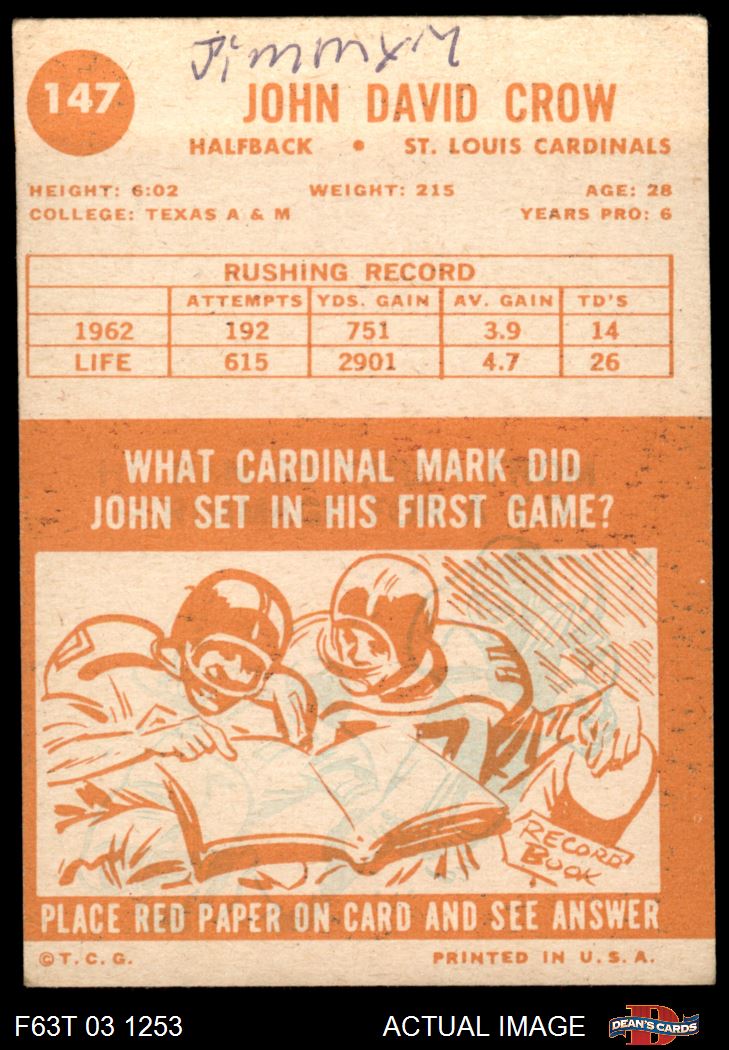 Jimmy M
147
JOHN DAVID CROW
HALFBACK • ST. LOUIS CARDINALS
HEIGHT: 6:02 WEIGHT: 215 AGE: 28
COLLEGE: TEXAS A & M YEARS PRO: 6
RUSHING RECORD
ATTEMPTS YDS. GAIN AV. GAIN TD'S
1962 192 751 3.9 14
LIFE 615 2901 4.7 26
WHAT CARDINAL MARK DID
JOHN SET IN HIS FIRST GAME?
RECORD
BOOK
PLACE RED PAPER ON CARD AND SEE ANSWER
© T. C. G. PRINTED IN U. S. A.
F63T 03 1253 ACTUAL IMAGE
D
DEAN'S CARDS